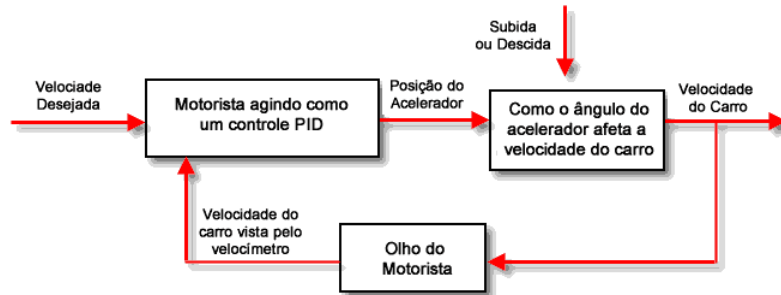 Subida
ou Descida
Velociade
Desejada
Motorista agindo como
um controle PID
Posição do
Acelerador
Como o ângulo do
acelerador afeta a
velocidade do carro
Velocidade
do Carro
Velocidade do
carro vista pelo
velocímetro
Olho do
Motorista